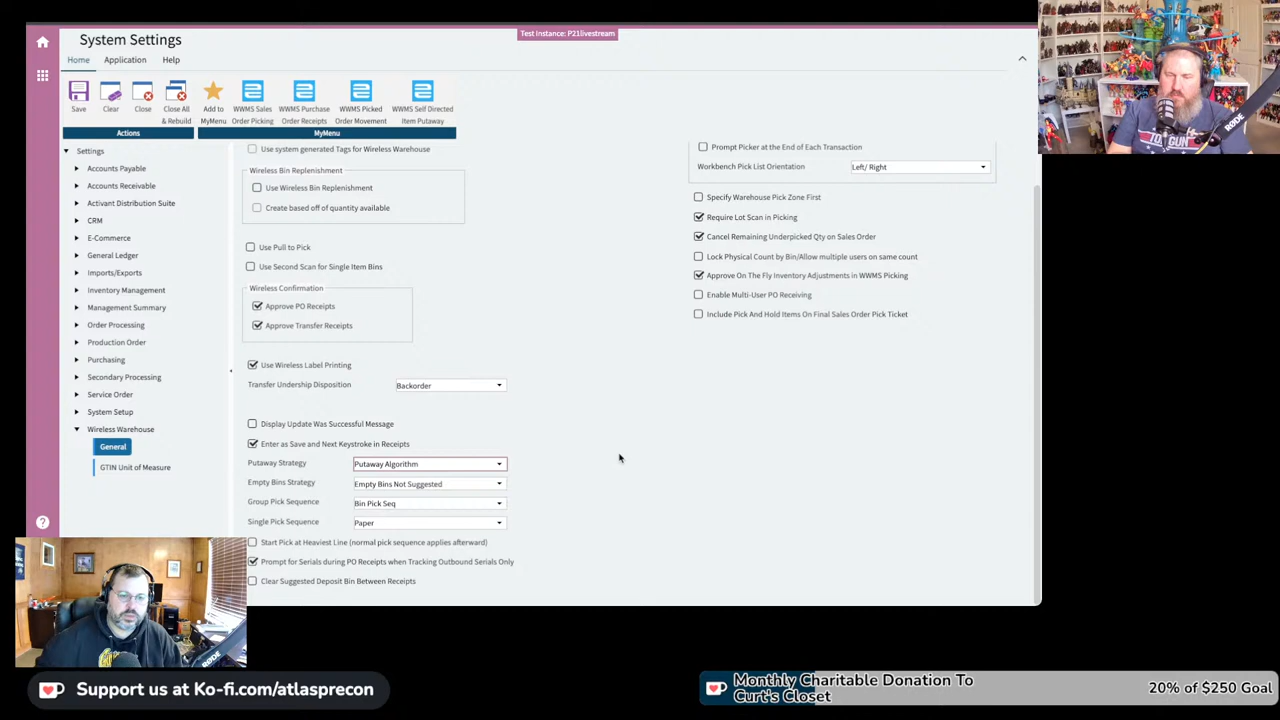 Test Instance: P21livestream
System Settings
Home
Application
Help
Save
Clear
Close
Close All
& Rebuild
Add to
MyMenu
WWMS Sales
Order Picking
WWMS Purchase
Order Receipts
WWMS Picked
Order Movement
WWMS Self Directed
Item Putaway
Actions
MyMenu
Settings
Accounts Payable
Accounts Receivable
Activant Distribution Suite
CRM
E-Commerce
General Ledger
Imports/Exports
Inventory Management
Management Summary
Order Processing
Production Order
Purchasing
Secondary Processing
Service Order
System Setup
Wireless Warehouse
General
GTIN Unit of Measure
Use system generated Tags for Wireless Warehouse
Wireless Bin Replenishment
Use Wireless Bin Replenishment
Create based off of quantity available
Use Pull to Pick
Use Second Scan for Single Item Bins
Wireless Confirmation
Approve PO Receipts
Approve Transfer Receipts
Use Wireless Label Printing
Transfer Undership Disposition
Backorder
Display Update Was Successful Message
Enter as Save and Next Keystroke in Receipts
Putaway Strategy
Putaway Algorithm
Empty Bins Strategy
Empty Bins Not Suggested
Group Pick Sequence
Bin Pick Seq
Single Pick Sequence
Paper
Start Pick at Heaviest Line (normal pick sequence applies afterward)
Prompt for Serials during PO Receipts when Tracking Outbound Serials Only
Clear Suggested Deposit Bin Between Receipts
Prompt Picker at the End of Each Transaction
Workbench Pick List Orientation
Left/ Right
Specify Warehouse Pick Zone First
Require Lot Scan in Picking
Cancel Remaining Underpicked Qty on Sales Order
Lock Physical Count by Bin/Allow multiple users on same count
Approve On The Fly Inventory Adjustments in WWMS Picking
Enable Multi-User PO Receiving
Include Pick And Hold Items On Final Sales Order Pick Ticket
RØDE
RØDE
Support us at Ko-fi.com/atlasprecon
Monthly Charitable Donation To
Curt's Closet
20% of $250 Goal